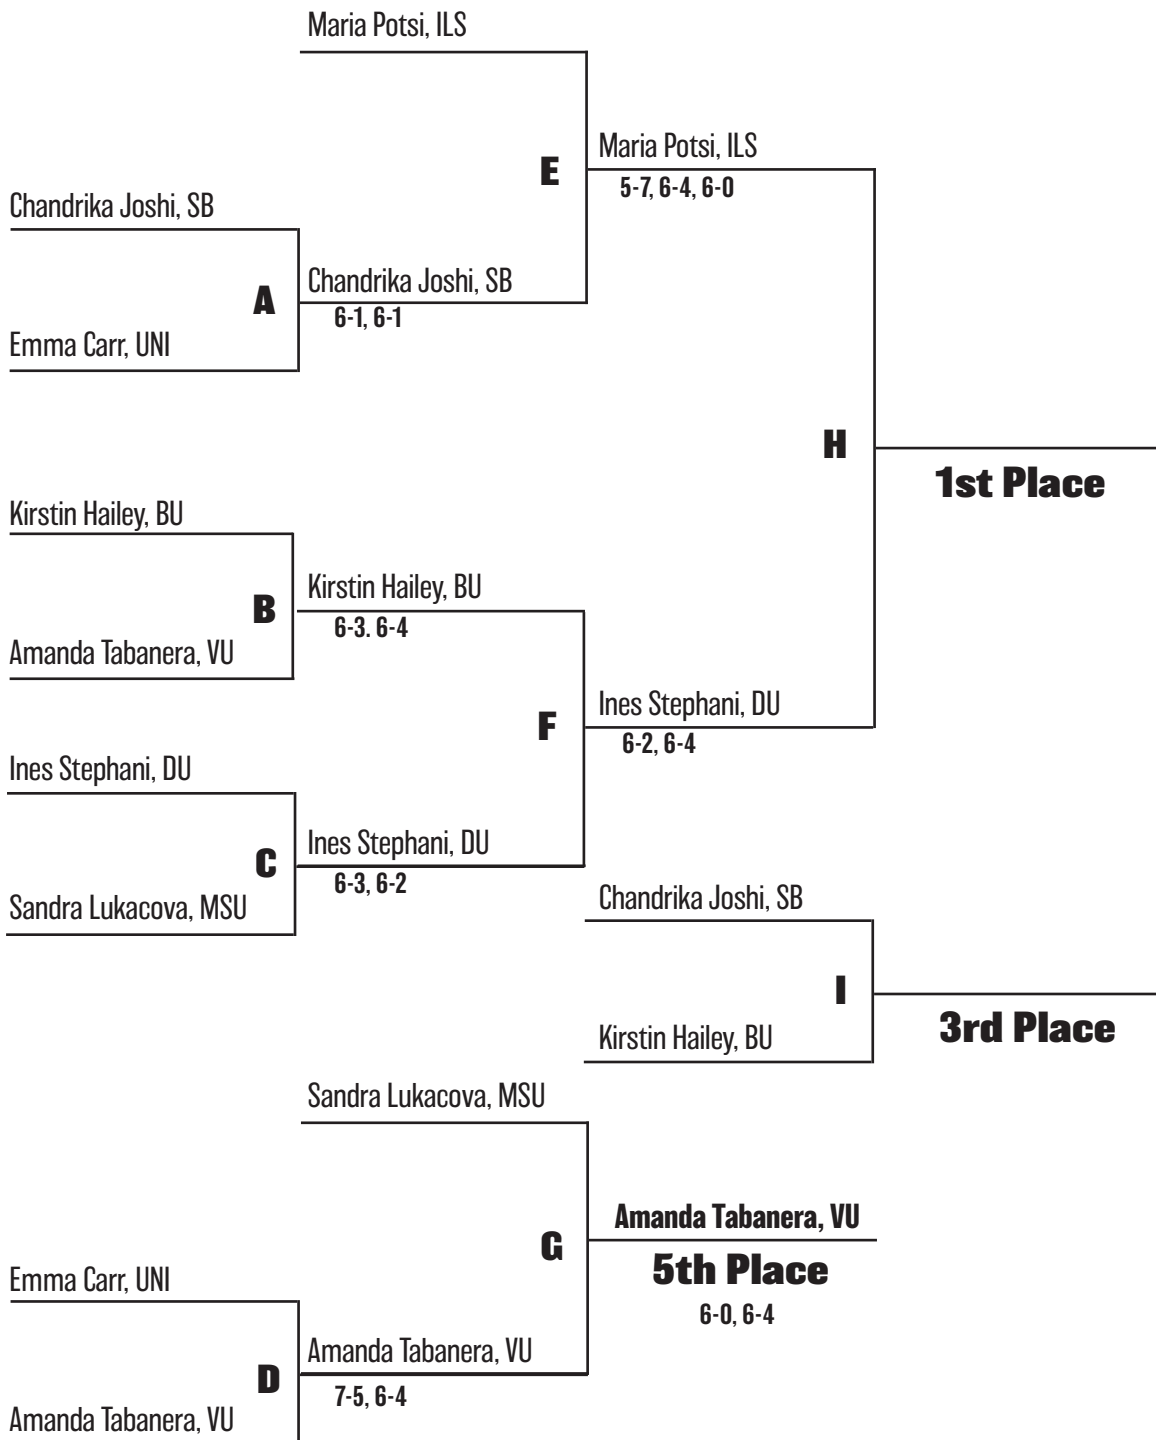 Maria Potsi, ILS
Maria Potsi, ILS
E
5-7, 6-4, 6-0
Chandrika Joshi, SB
Chandrika Joshi, SB
A
6-1, 6-1
Emma Carr, UNI
H
1st Place
Kirstin Hailey, BU
Kirstin Hailey, BU
B
6-3. 6-4
Amanda Tabanera, VU
Ines Stephani, DU
F
6-2, 6-4
Ines Stephani, DU
Ines Stephani, DU
C
6-3, 6-2
Sandra Lukacova, MSU
Chandrika Joshi, SB
I
3rd Place
Kirstin Hailey, BU
Sandra Lukacova, MSU
Amanda Tabanera, VU
G
5th Place
6-0, 6-4
Emma Carr, UNI
Amanda Tabanera, VU
D
7-5, 6-4
Amanda Tabanera, VU